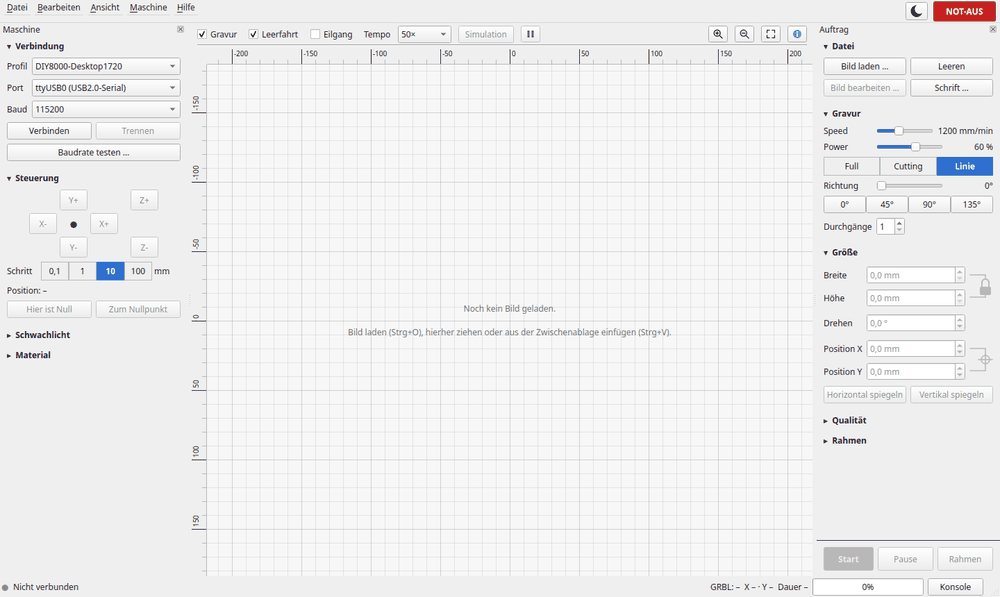 Datei Bearbeiten Ansicht Maschine Hilfe
NOT-AUS
Maschine
Verbindung
Profil DIY8000-Desktop1720
Port ttyUSB0 (USB2.0-Serial)
Baud 115200
Verbinden Trennen
Baudrate testen ...
Steuerung
Y+ Z+
X- X+
Y- Z-
Schritt 0,1 1 10 100 mm
Position: –
Hier ist Null Zum Nullpunkt
Schwachlicht
Material
Gravur Leerfahrt Eilgang Tempo 50× Simulation
-200 -150 -100 -50 0 50 100 150 200
-150
-100
-50
0
50
100
150
Noch kein Bild geladen.
Bild laden (Strg+O), hierher ziehen oder aus der Zwischenablage einfügen (Strg+V).
Auftrag
Datei
Bild laden ... Leeren
Bild bearbeiten ... Schrift ...
Gravur
Speed 1200 mm/min
Power 60 %
Full Cutting Linie
Richtung 0°
0° 45° 90° 135°
Durchgänge 1
Größe
Breite 0,0 mm
Höhe 0,0 mm
Drehen 0,0 °
Position X 0,0 mm
Position Y 0,0 mm
Horizontal spiegeln Vertikal spiegeln
Qualität
Rahmen
Start Pause Rahmen
Nicht verbunden
GRBL: – X – · Y – Dauer – 0% Konsole